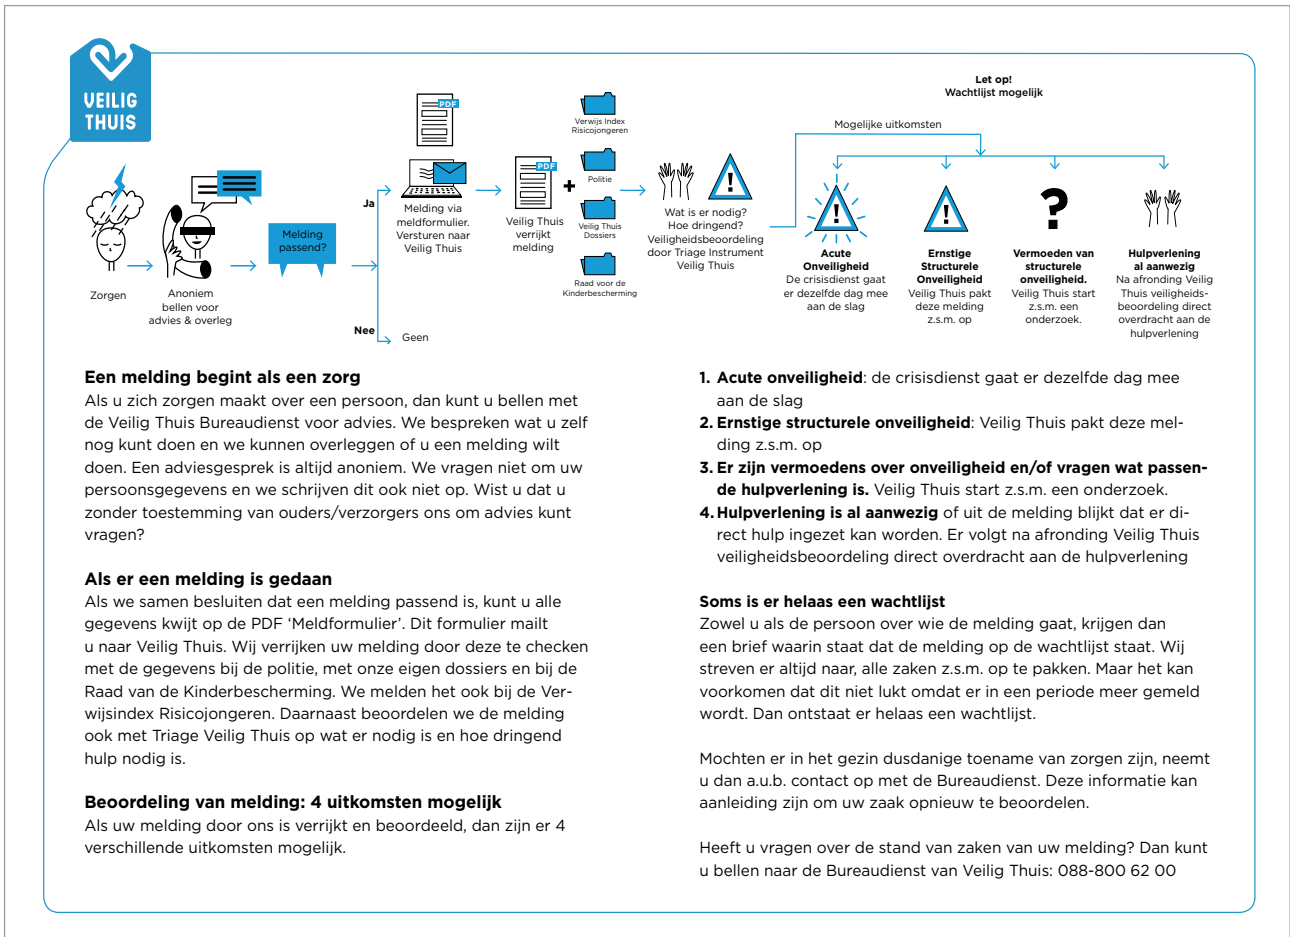 VEILIG
THUIS
Let op!
Wachtlijst mogelijk
Mogelijke uitkomsten
Zorgen
Anoniem
bellen voor
advies & overleg
Melding
passend?
Ja
Nee
Geen
PDF
Melding via
meldformulier.
Versturen naar
Veilig Thuis
PDF
Veilig Thuis
verrijkt
melding
+
Verwijs Index
Risicojongeren
Politie
Veilig Thuis
Dossiers
Raad voor de
Kinderbescherming
!
Wat is er nodig?
Hoe dringend?
Veiligheidsbeoordeling
door Triage Instrument
Veilig Thuis
!
Acute
Onveiligheid
De crisisdienst gaat
er dezelfde dag mee
aan de slag
!
Ernstige
Structurele
Onveiligheid
Veilig Thuis pakt
deze melding
z.s.m. op
?
Vermoeden van
structurele
onveiligheid.
Veilig Thuis start
z.s.m. een
onderzoek.
Hulpverlening
al aanwezig
Na afronding Veilig
Thuis veiligheids-
beoordeling direct
overdracht aan de
hulpverlening
Een melding begint als een zorg
Als u zich zorgen maakt over een persoon, dan kunt u bellen met
de Veilig Thuis Bureaudienst voor advies. We bespreken wat u zelf
nog kunt doen en we kunnen overleggen of u een melding wilt
doen. Een adviesgesprek is altijd anoniem. We vragen niet om uw
persoonsgegevens en we schrijven dit ook niet op. Wist u dat u
zonder toestemming van ouders/verzorgers ons om advies kunt
vragen?
Als er een melding is gedaan
Als we samen besluiten dat een melding passend is, kunt u alle
gegevens kwijt op de PDF ‘Meldformulier’. Dit formulier mailt
u naar Veilig Thuis. Wij verrijken uw melding door deze te checken
met de gegevens bij de politie, met onze eigen dossiers en bij de
Raad van de Kinderbescherming. We melden het ook bij de Ver-
wijsindex Risicojongeren. Daarnaast beoordelen we de melding
ook met Triage Veilig Thuis op wat er nodig is en hoe dringend
hulp nodig is.
Beoordeling van melding: 4 uitkomsten mogelijk
Als uw melding door ons is verrijkt en beoordeeld, dan zijn er 4
verschillende uitkomsten mogelijk.
1. Acute onveiligheid: de crisisdienst gaat er dezelfde dag mee
aan de slag
2. Ernstige structurele onveiligheid: Veilig Thuis pakt deze mel-
ding z.s.m. op
3. Er zijn vermoedens over onveiligheid en/of vragen wat passen-
de hulpverlening is. Veilig Thuis start z.s.m. een onderzoek.
4. Hulpverlening is al aanwezig of uit de melding blijkt dat er di-
rect hulp ingezet kan worden. Er volgt na afronding Veilig Thuis
veiligheidsbeoordeling direct overdracht aan de hulpverlening
Soms is er helaas een wachtlijst
Zowel u als de persoon over wie de melding gaat, krijgen dan
een brief waarin staat dat de melding op de wachtlijst staat. Wij
streven er altijd naar, alle zaken z.s.m. op te pakken. Maar het kan
voorkomen dat dit niet lukt omdat er in een periode meer gemeld
wordt. Dan ontstaat er helaas een wachtlijst.
Mochten er in het gezin dusdanige toename van zorgen zijn, neemt
u dan a.u.b. contact op met de Bureaudienst. Deze informatie kan
aanleiding zijn om uw zaak opnieuw te beoordelen.
Heeft u vragen over de stand van zaken van uw melding? Dan kunt
u bellen naar de Bureaudienst van Veilig Thuis: 088-800 62 00